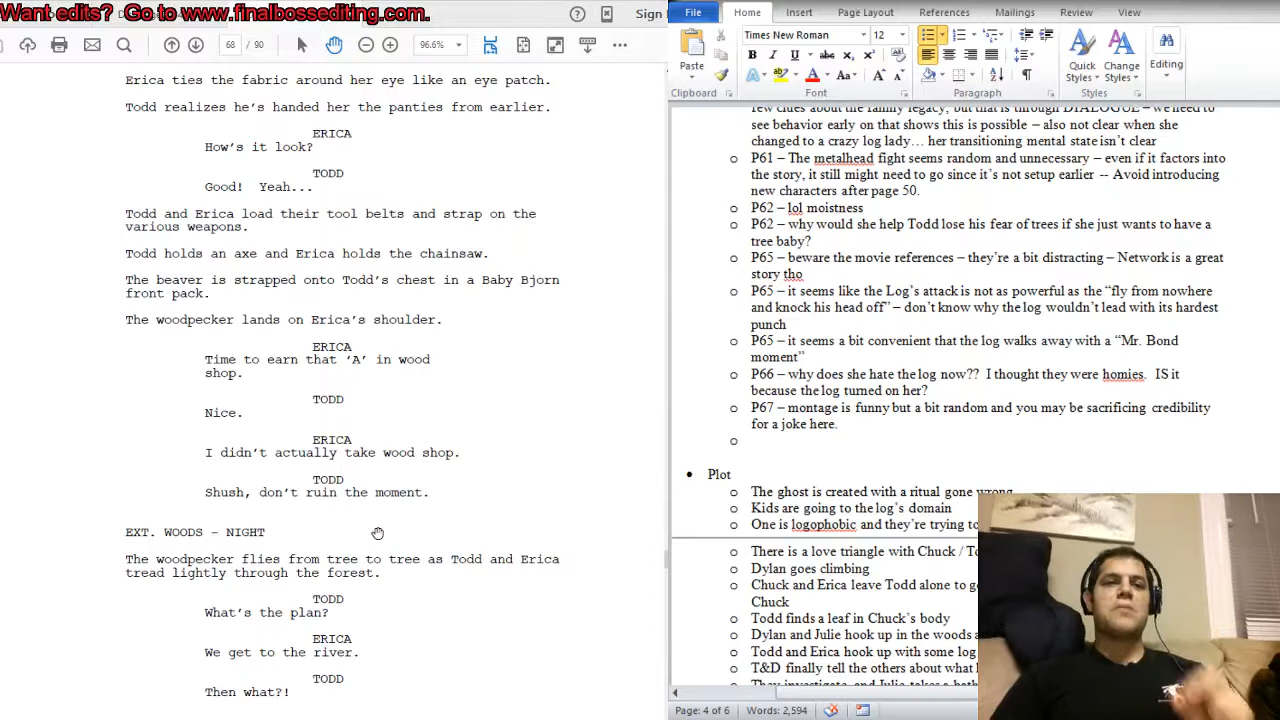 Want edits?  Go to www.finalbossediting.com.
Sign
68
96.6%
Erica ties the fabric around her eye like an eye patch.
Todd realizes he's handed her the panties from earlier.
ERICA
How's it look?
TODD
Good!  Yeah...
Todd and Erica load their tool belts and strap on the
various weapons.
Todd holds an axe and Erica holds the chainsaw.
The beaver is strapped onto Todd's chest in a Baby Bjorn
front pack.
The woodpecker lands on Erica's shoulder.
ERICA
Time to earn that 'A' in wood
shop.
TODD
Nice.
ERICA
I didn't actually take wood shop.
TODD
Shush, don't ruin the moment.
EXT. WOODS – NIGHT
The woodpecker flies from tree to tree as Todd and Erica
tread lightly through the forest.
TODD
What's the plan?
ERICA
We get to the river.
TODD
Then what?!
File Home Insert Page Layout References Mailings Review View
Times New Roman 12
Paste
Quick Styles
Change Styles
Editing
Clipboard Font Paragraph Styles
few clues about the family legacy, but that is through DIALOGUE – we need to
see behavior early on that shows this is possible – also not clear when she
changed to a crazy log lady… her transitioning mental state isn't clear
o P61 – The metalhead fight seems random and unnecessary – even if it factors into
the story, it still might need to go since it's not setup earlier -- Avoid introducing
new characters after page 50.
o P62 – lol moistness
o P62 – why would she help Todd lose his fear of trees if she just wants to have a
tree baby?
o P65 – beware the movie references – they're a bit distracting – Network is a great
story tho
o P65 – it seems like the Log's attack is not as powerful as the “fly from nowhere
and knock his head off” – don't know why the log wouldn't lead with its hardest
punch
o P65 – it seems a bit convenient that the log walks away with a “Mr. Bond
moment”
o P66 – why does she hate the log now??  I thought they were homies.  IS it
because the log turned on her?
o P67 – montage is funny but a bit random and you may be sacrificing credibility
for a joke here.
o
• Plot
o The ghost is created with a ritual gone wrong
o Kids are going to the log's domain
o One is logophobic and they're trying to
o There is a love triangle with Chuck /
o Dylan goes climbing
o Chuck and Erica leave Todd alone to
Chuck
o Todd finds a leaf in Chuck's body
o Dylan and Julie hook up in the woods
o Todd and Erica hook up with some log
o T&D finally tell the others about what
o They investigate, and Julie takes a
Page: 4 of 6 Words: 2,594